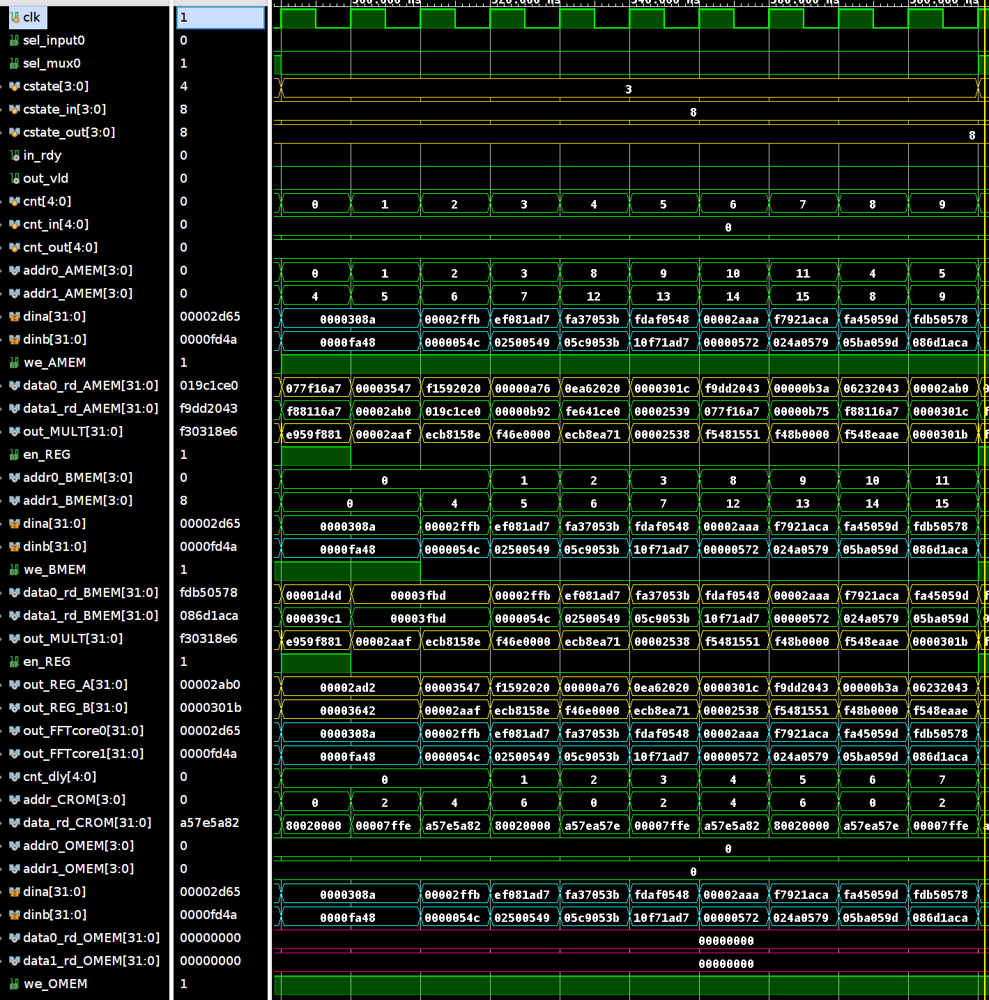 clk 1
sel_input0 0
sel_mux0 1
cstate[3:0] 4 3
cstate_in[3:0] 8 8
cstate_out[3:0] 8 8
in_rdy 0
out_vld 0
cnt[4:0] 0 0 1 2 3 4 5 6 7 8 9
cnt_in[4:0] 0 0
cnt_out[4:0] 0
addr0_AMEM[3:0] 0 0 1 2 3 8 9 10 11 4 5
addr1_AMEM[3:0] 0 4 5 6 7 12 13 14 15 8 9
dina[31:0] 00002d65 0000308a 00002ffb ef081ad7 fa37053b fdaf0548 00002aaa f7921aca fa45059d fdb50578
dinb[31:0] 0000fd4a 0000fa48 0000054c 02500549 05c9053b 10f71ad7 00000572 024a0579 05ba059d 086d1aca
we_AMEM 1
data0_rd_AMEM[31:0] 019c1ce0 077f16a7 00003547 f1592020 00000a76 0ea62020 0000301c f9dd2043 00000b3a 06232043 00002ab0
data1_rd_AMEM[31:0] f9dd2043 f88116a7 00002ab0 019c1ce0 00000b92 fe641ce0 00002539 077f16a7 00000b75 f88116a7 0000301c
out_MULT[31:0] f30318e6 e959f881 00002aaf ecb8158e f46e0000 ecb8ea71 00002538 f5481551 f48b0000 f548eaae 0000301b
en_REG 1
addr0_BMEM[3:0] 0 0 1 2 3 8 9 10 11
addr1_BMEM[3:0] 8 0 4 5 6 7 12 13 14 15
dina[31:0] 00002d65 0000308a 00002ffb ef081ad7 fa37053b fdaf0548 00002aaa f7921aca fa45059d fdb50578
dinb[31:0] 0000fd4a 0000fa48 0000054c 02500549 05c9053b 10f71ad7 00000572 024a0579 05ba059d 086d1aca
we_BMEM 1
data0_rd_BMEM[31:0] fdb50578 00001d4d 00003fbd 00002ffb ef081ad7 fa37053b fdaf0548 00002aaa f7921aca fa45059d
data1_rd_BMEM[31:0] 086d1aca 000039c1 00003fbd 0000054c 02500549 05c9053b 10f71ad7 00000572 024a0579 05ba059d
out_MULT[31:0] f30318e6 e959f881 00002aaf ecb8158e f46e0000 ecb8ea71 00002538 f5481551 f48b0000 f548eaae 0000301b
en_REG 1
out_REG_A[31:0] 00002ab0 00002ad2 00003547 f1592020 00000a76 0ea62020 0000301c f9dd2043 00000b3a 06232043
out_REG_B[31:0] 0000301b 00003642 00002aaf ecb8158e f46e0000 ecb8ea71 00002538 f5481551 f48b0000 f548eaae
out_FFTcore0[31:0] 00002d65 0000308a 00002ffb ef081ad7 fa37053b fdaf0548 00002aaa f7921aca fa45059d fdb50578
out_FFTcore1[31:0] 0000fd4a 0000fa48 0000054c 02500549 05c9053b 10f71ad7 00000572 024a0579 05ba059d 086d1aca
cnt_dly[4:0] 0 0 1 2 3 4 5 6 7
addr_CROM[3:0] 0 0 2 4 6 0 2 4 6 0 2
data_rd_CROM[31:0] a57e5a82 80020000 00007ffe a57e5a82 80020000 a57ea57e 00007ffe a57e5a82 80020000 a57ea57e 00007ffe
addr0_OMEM[3:0] 0 0
addr1_OMEM[3:0] 0 0
dina[31:0] 00002d65 0000308a 00002ffb ef081ad7 fa37053b fdaf0548 00002aaa f7921aca fa45059d fdb50578
dinb[31:0] 0000fd4a 0000fa48 0000054c 02500549 05c9053b 10f71ad7 00000572 024a0579 05ba059d 086d1aca
data0_rd_OMEM[31:0] 00000000 00000000
data1_rd_OMEM[31:0] 00000000 00000000
we_OMEM 1